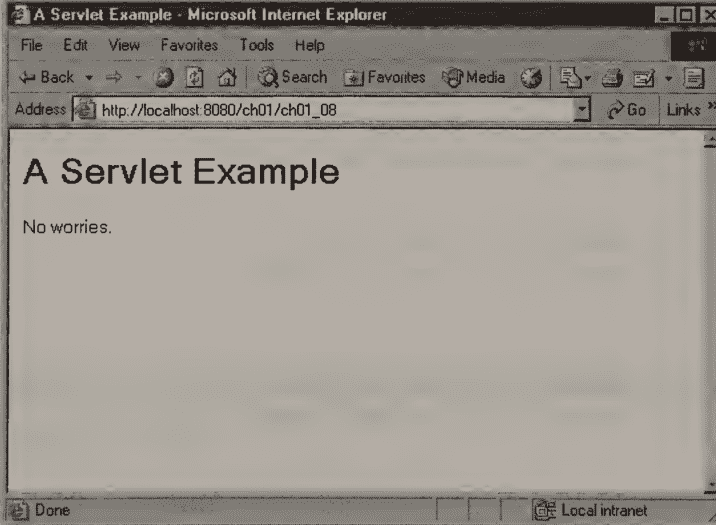 A Servlet Example - Microsoft Internet Explorer
File Edit View Favorites Tools Help
Back Search Favorites Media
Address http://localhost:8080/ch01/ch01_08 Go Links »
A Servlet Example
No worries.
Done Local intranet